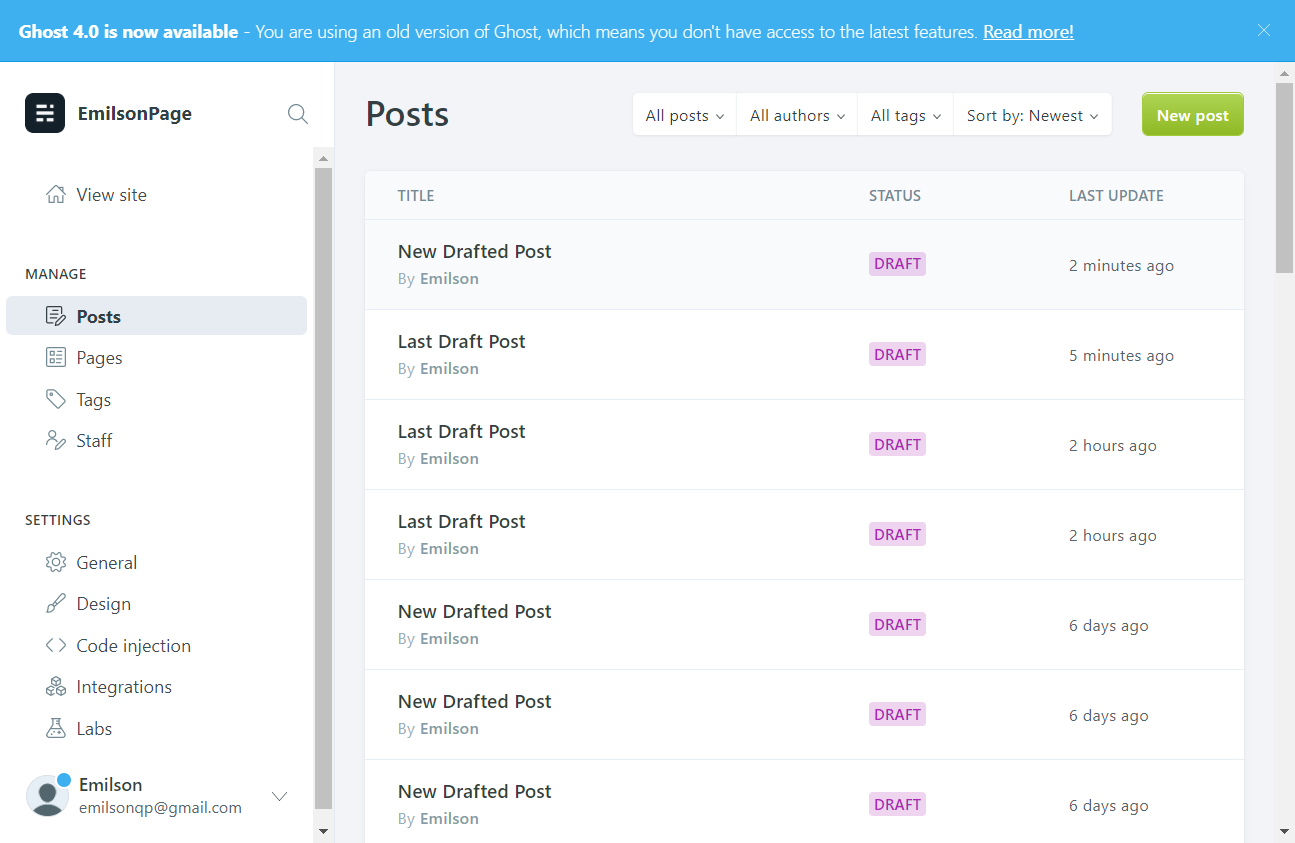 Ghost 4.0 is now available - You are using an old version of Ghost, which means you don't have access to the latest features. Read more!
EmilsonPage
View site
MANAGE
Posts
Pages
Tags
Staff
SETTINGS
General
Design
Code injection
Integrations
Labs
Emilson
emilsonqp@gmail.com
Posts
All posts All authors All tags Sort by: Newest New post
TITLE STATUS LAST UPDATE
New Drafted Post
By Emilson
DRAFT
2 minutes ago
Last Draft Post
By Emilson
DRAFT
5 minutes ago
Last Draft Post
By Emilson
DRAFT
2 hours ago
Last Draft Post
By Emilson
DRAFT
2 hours ago
New Drafted Post
By Emilson
DRAFT
6 days ago
New Drafted Post
By Emilson
DRAFT
6 days ago
New Drafted Post
By Emilson
DRAFT
6 days ago